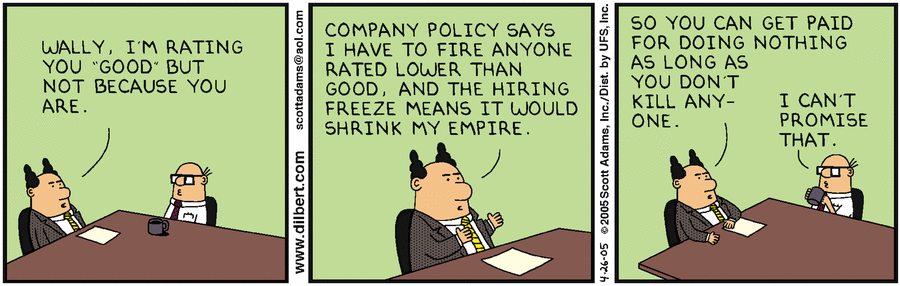 WALLY, I'M RATING
YOU "GOOD" BUT
NOT BECAUSE YOU
ARE.
www.dilbert.com scottadams@aol.com
COMPANY POLICY SAYS
I HAVE TO FIRE ANYONE
RATED LOWER THAN
GOOD, AND THE HIRING
FREEZE MEANS IT WOULD
SHRINK MY EMPIRE.
4-26-05 © 2005 Scott Adams, Inc./Dist. by UFS, Inc.
SO YOU CAN GET PAID
FOR DOING NOTHING
AS LONG AS
YOU DON'T
KILL ANY-
ONE.
I CAN'T
PROMISE
THAT.